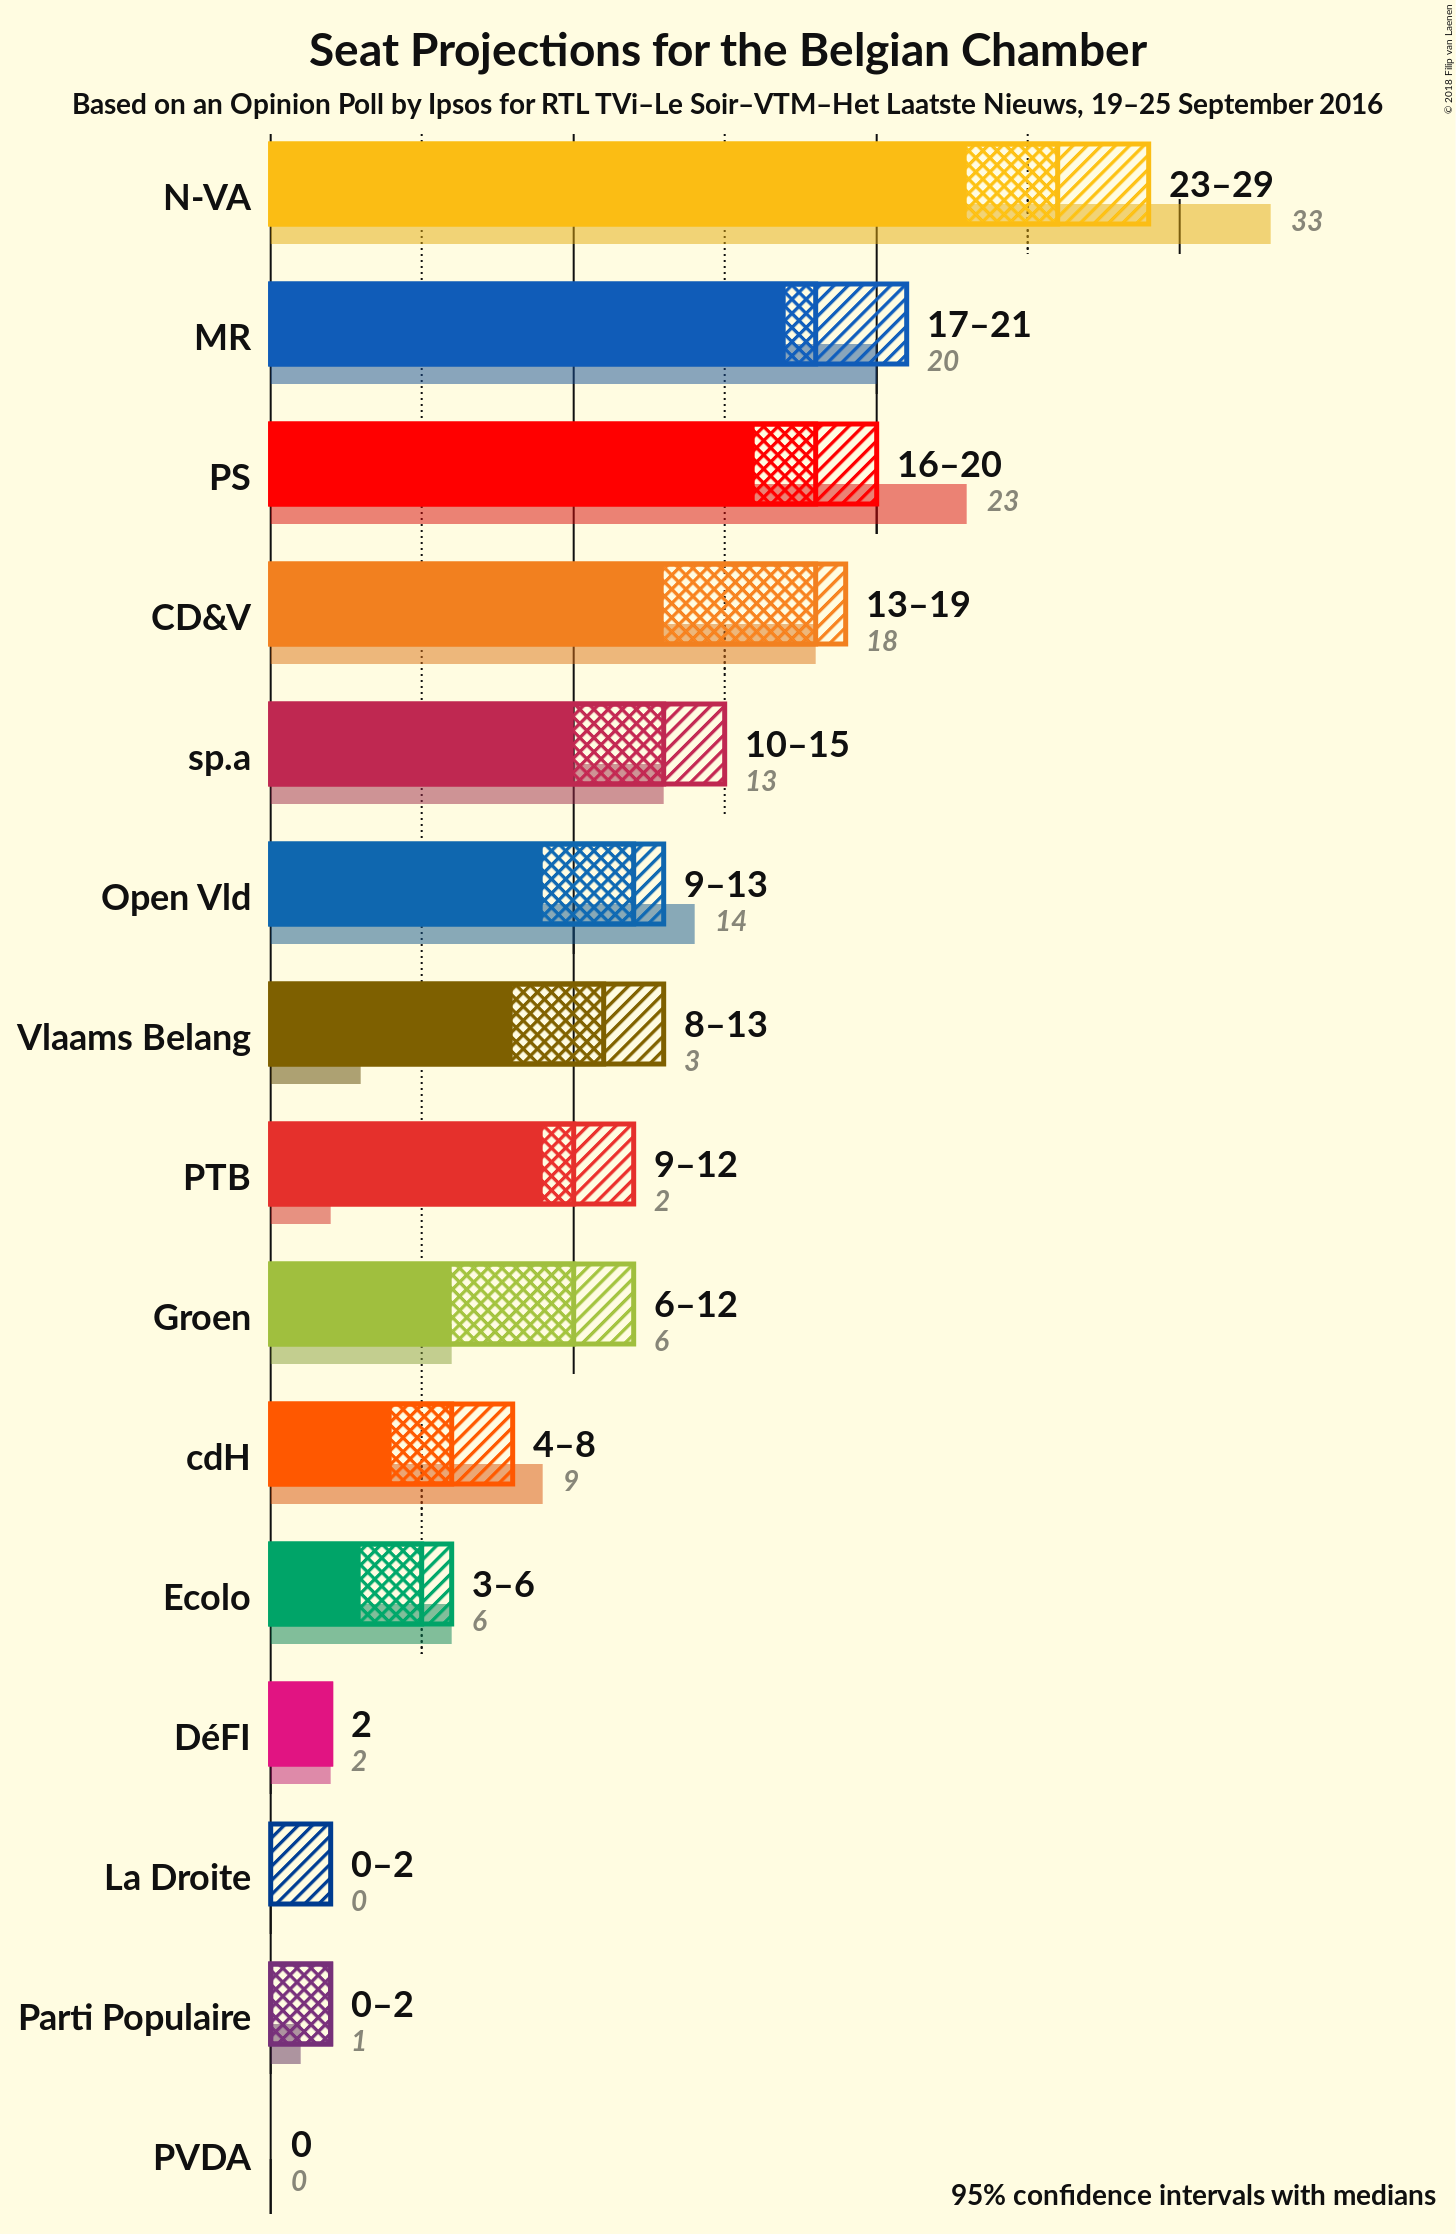 Seat Projections for the Belgian Chamber
Based on an Opinion Poll by Ipsos for RTL TVi–Le Soir–VTM–Het Laatste Nieuws, 19–25 September 2016
© 2018 Filip van Laenen
N-VA
23–29
33
MR
17–21
20
PS
16–20
23
CD&V
13–19
18
sp.a
10–15
13
Open Vld
9–13
14
Vlaams Belang
8–13
3
PTB
9–12
2
Groen
6–12
6
cdH
4–8
9
Ecolo
3–6
6
DéFI
2
2
La Droite
0–2
0
Parti Populaire
0–2
1
PVDA
0
0
95% confidence intervals with medians